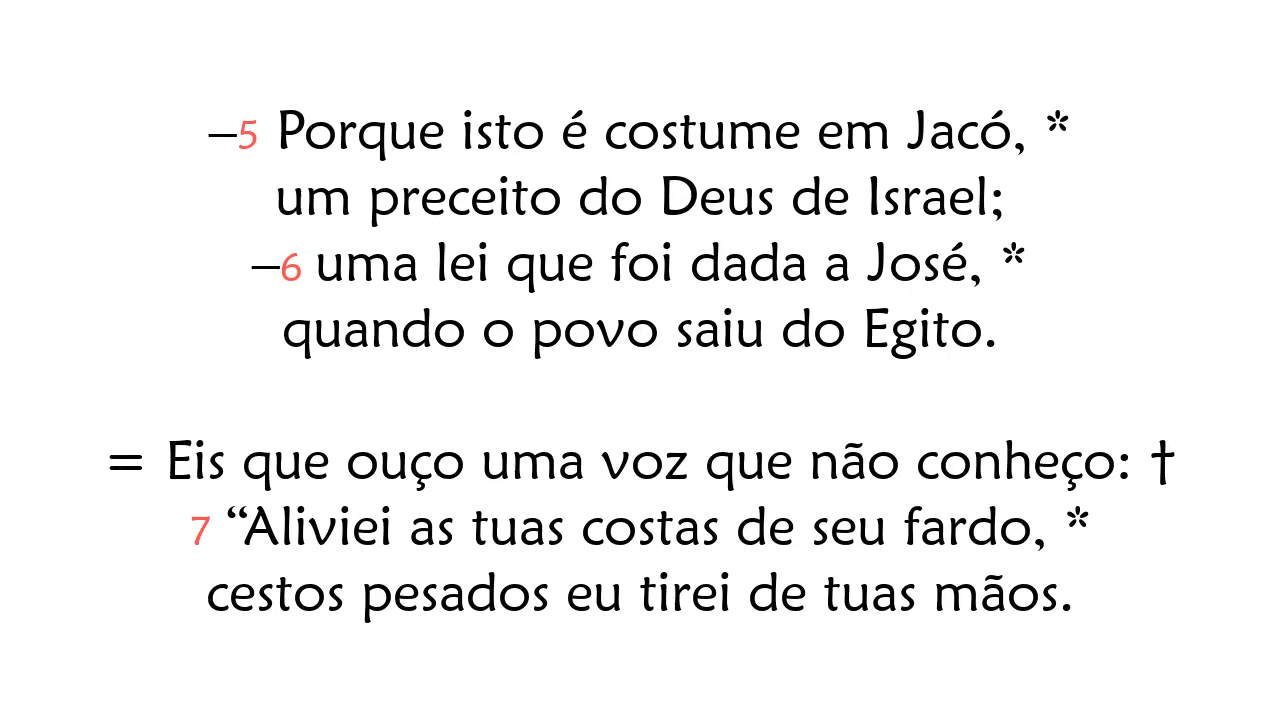 –5 Porque isto é costume em Jacó, *
um preceito do Deus de Israel;
–6 uma lei que foi dada a José, *
quando o povo saiu do Egito.
= Eis que ouço uma voz que não conheço: †
7 “Aliviei as tuas costas de seu fardo, *
cestos pesados eu tirei de tuas mãos.